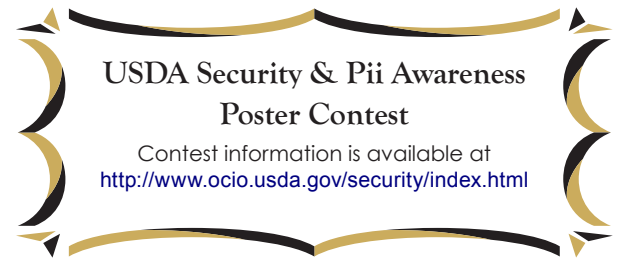 USDA Security & Pii Awareness
Poster Contest
Contest information is available at
http://www.ocio.usda.gov/security/index.html